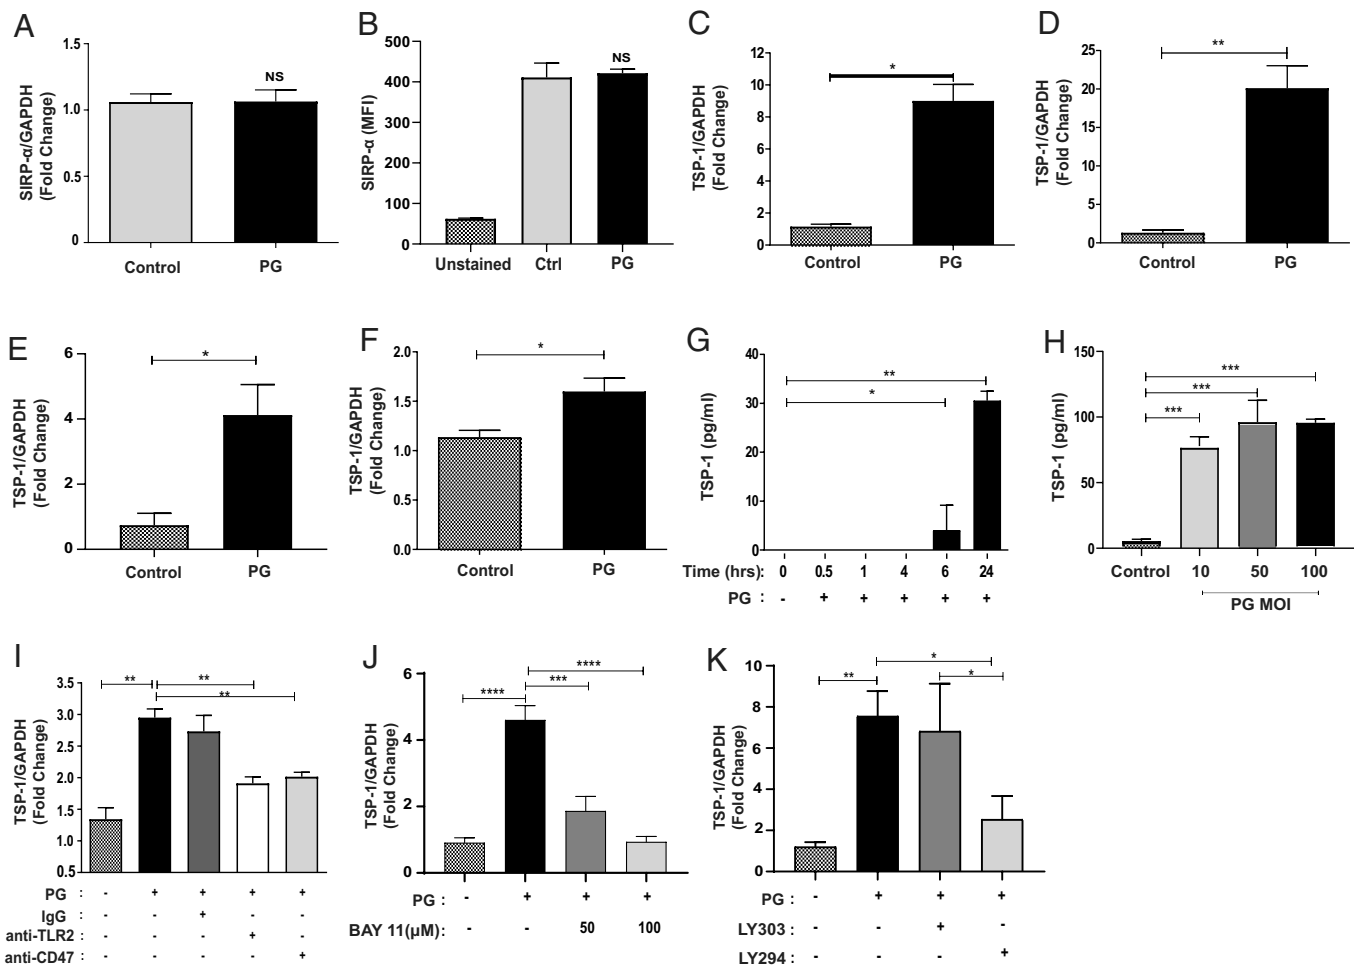 A
SIRP-α/GAPDH
(Fold Change)
1.5
1.0
0.5
0
NS
Control PG
B
SIRP-α (MFI)
500
400
300
200
100
0
NS
Unstained Ctrl PG
C
TSP-1/GAPDH
(Fold Change)
12
10
8
6
4
2
0
*
Control PG
D
TSP-1/GAPDH
(Fold Change)
25
20
15
10
5
0
**
Control PG
E
TSP-1/GAPDH
(Fold Change)
6
4
2
0
*
Control PG
F
TSP-1/GAPDH
(Fold Change)
2.0
1.5
1.0
0.5
0.0
*
Control PG
G
TSP-1 (pg/ml)
40
30
20
10
0
**
*
Time (hrs): 0 0.5 1 4 6 24
PG : - + + + + +
H
TSP-1 (pg/ml)
150
100
50
0
***
***
***
Control 10 50 100
PG MOI
I
TSP-1/GAPDH
(Fold Change)
3.5
3.0
2.5
2.0
1.5
1.0
0.5
** **
**
PG : - + + + +
IgG : - - + - -
anti-TLR2 : - - - + -
anti-CD47 : - - - - +
J
TSP-1/GAPDH
(Fold Change)
6
4
2
0
****
***
****
PG : - + + +
BAY 11(µM): - - 50 100
K
TSP-1/GAPDH
(Fold Change)
10
8
6
4
2
0
*
** *
PG : - + + +
LY303 : - - + -
LY294 : - - - +